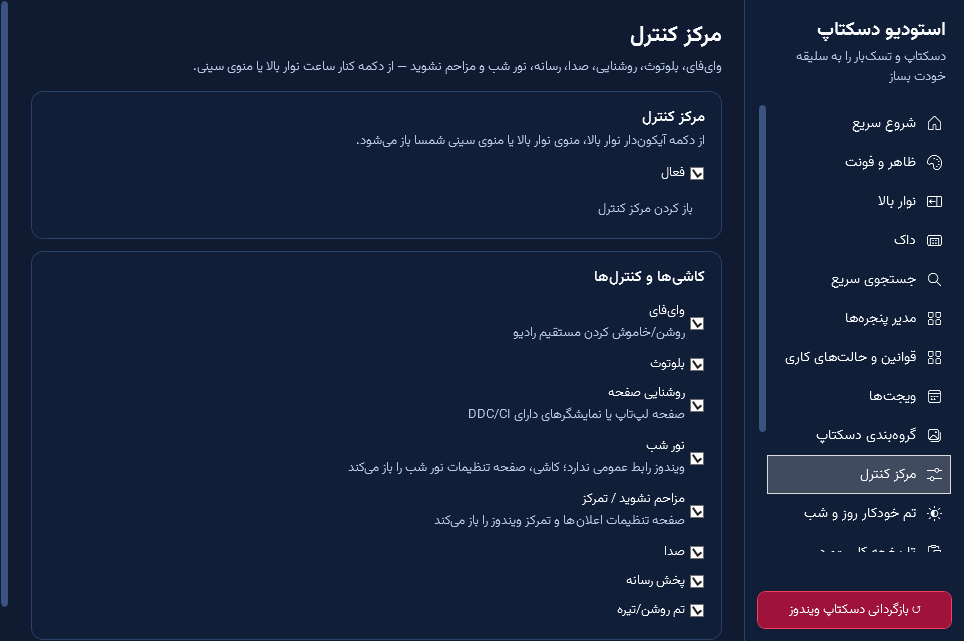 استودیو دسکتاپ
دسکتاپ و تسک‌بار را به سلیقه
خودت بساز
شروع سریع
ظاهر و فونت
نوار بالا
داک
جستجوی سریع
مدیر پنجره‌ها
قوانین و حالت‌های کاری
ویجت‌ها
گروه‌بندی دسکتاپ
مرکز کنترل
تم خودکار روز و شب
بازگردانی دسکتاپ ویندوز
مرکز کنترل
وای‌فای، بلوتوث، روشنایی، صدا، رسانه، نور شب و مزاحم نشوید — از دکمه کنار ساعت نوار بالا یا منوی سینی.
مرکز کنترل
از دکمه آیکون‌دار نوار بالا، منوی نوار بالا یا منوی سینی شمسا باز می‌شود.
فعال
باز کردن مرکز کنترل
کاشی‌ها و کنترل‌ها
وای‌فای
روشن/خاموش کردن مستقیم رادیو
بلوتوث
روشنایی صفحه
صفحه لپ‌تاپ یا نمایشگرهای دارای DDC/CI
نور شب
ویندوز رابط عمومی ندارد؛ کاشی، صفحه تنظیمات نور شب را باز می‌کند
مزاحم نشوید / تمرکز
صفحه تنظیمات اعلان‌ها و تمرکز ویندوز را باز می‌کند
صدا
پخش رسانه
تم روشن/تیره